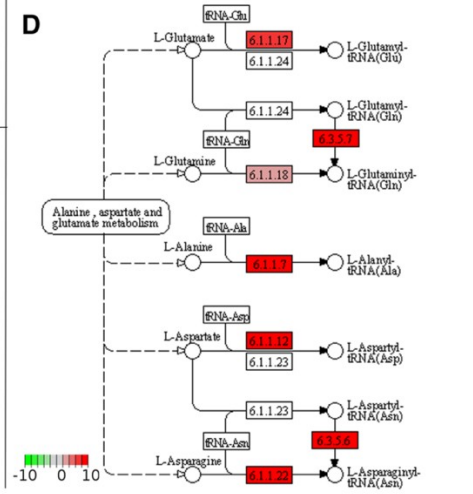 D
tRNA-Glu
L-Glutamate
6.1.1.17
6.1.1.24
L-Glutamyl-
tRNA(Glu)
6.1.1.24
L-Glutamyl-
tRNA(Gln)
tRNA-Gln
6.3.5.7
L-Glutamine
6.1.1.18
L-Glutaminyl-
tRNA(Gln)
Alanine , aspartate and
glutamate metabolism
tRNA-Ala
L-Alanine
6.1.1.7
L-Alanyl-
tRNA(Ala)
tRNA-Asp
L-Aspartate
6.1.1.12
6.1.1.23
L-Aspartyl-
tRNA(Asp)
6.1.1.23
L-Aspartyl-
tRNA(Asn)
tRNA-Asn
6.3.5.6
L-Asparagine
6.1.1.22
L-Asparaginyl-
tRNA(Asn)
-10 0 10